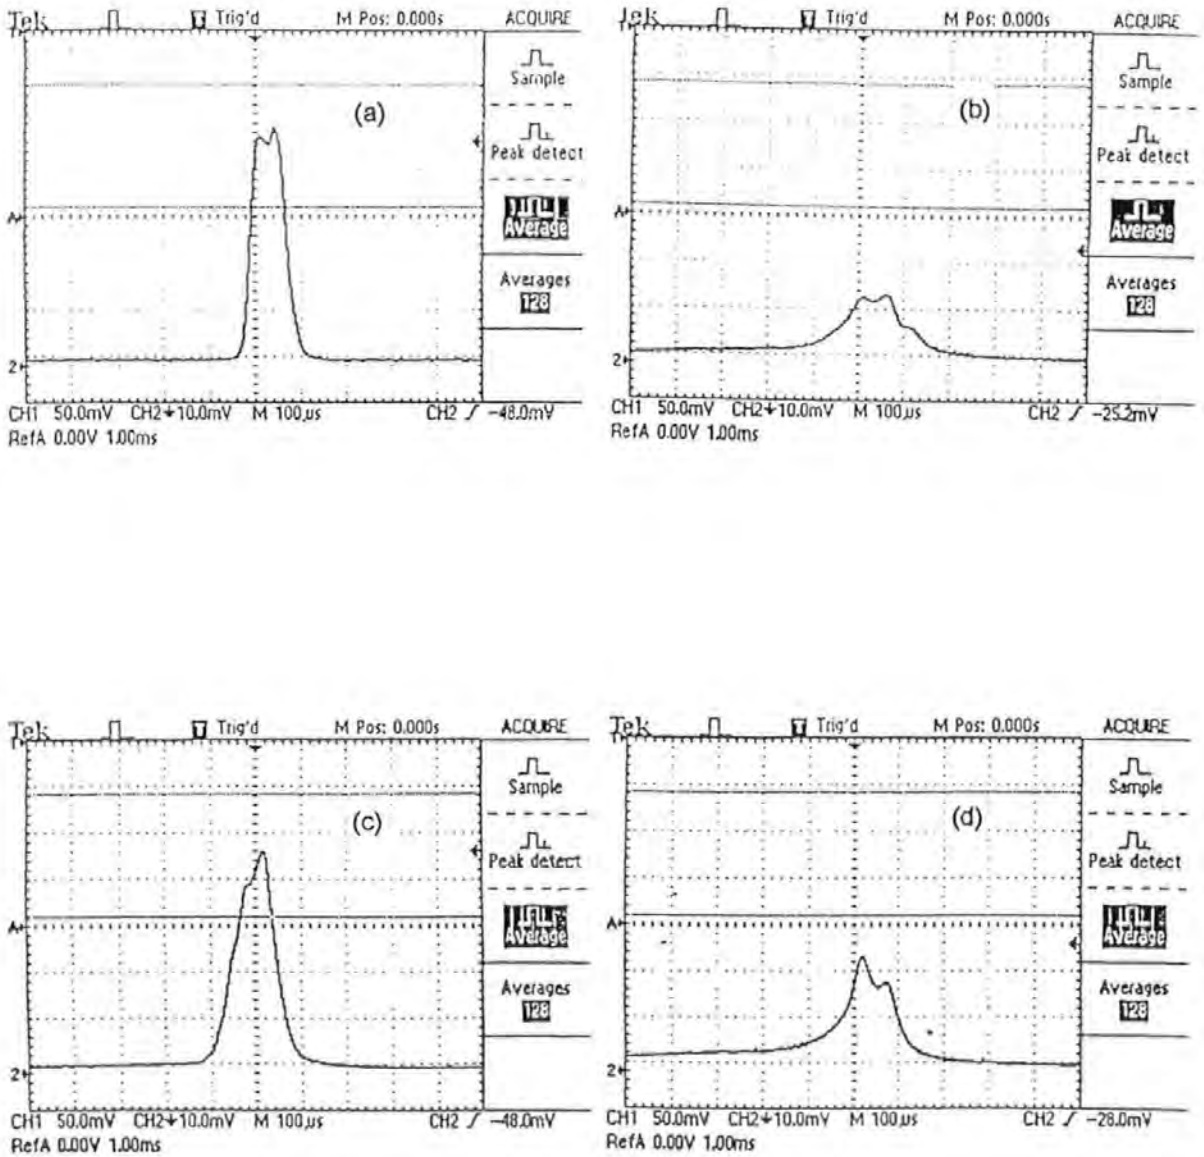 Tek Trig'd M Pos: 0.000s ACQUIRE
Sample
(a)
Peak detect
A
Average
Averages
128
2
CH1 50.0mV CH2 10.0mV M 100µs CH2 -48.0mV
RefA 0.00V 1.00ms
Tek Trig'd M Pos: 0.000s ACQUIRE
Sample
(b)
Peak detect
A
Average
Averages
128
2
CH1 50.0mV CH2 10.0mV M 100µs CH2 -25.2mV
RefA 0.00V 1.00ms
Tek Trig'd M Pos: 0.000s ACQUIRE
Sample
(c)
Peak detect
A
Average
Averages
128
2
CH1 50.0mV CH2 10.0mV M 100µs CH2 -48.0mV
RefA 0.00V 1.00ms
Tek Trig'd M Pos: 0.000s ACQUIRE
Sample
(d)
Peak detect
A
Average
Averages
128
2
CH1 50.0mV CH2 10.0mV M 100µs CH2 -28.0mV
RefA 0.00V 1.00ms